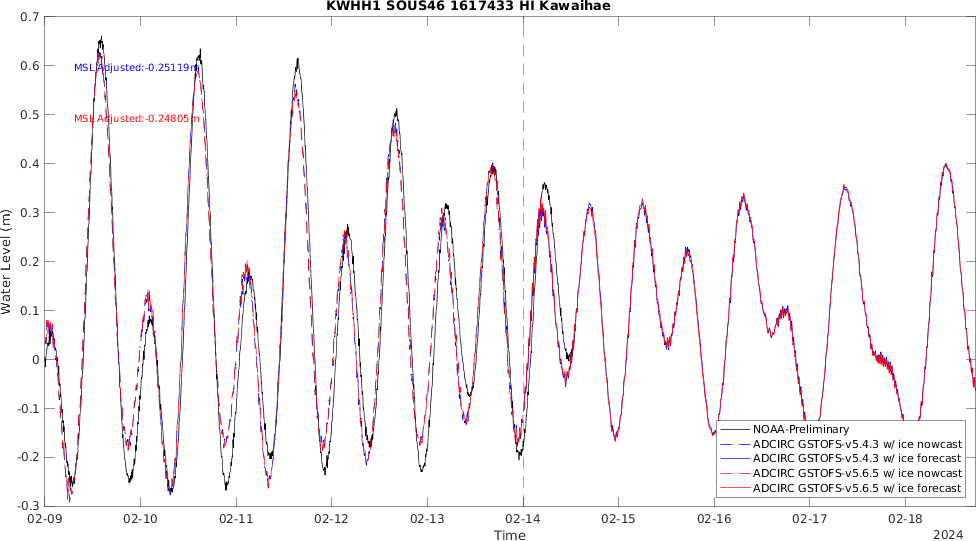 KWHH1 SOUS46 1617433 HI Kawaihae
0.7
0.6
0.5
0.4
0.3
0.2
0.1
0
-0.1
-0.2
-0.3
Water Level (m)
MSL Adjusted:-0.25119m
MSL Adjusted:-0.24805m
NOAA-Preliminary
ADCIRC GSTOFS-v5.4.3 w/ ice nowcast
ADCIRC GSTOFS-v5.4.3 w/ ice forecast
ADCIRC GSTOFS-v5.6.5 w/ ice nowcast
ADCIRC GSTOFS-v5.6.5 w/ ice forecast
02-09 02-10 02-11 02-12 02-13 02-14 02-15 02-16 02-17 02-18
Time
2024